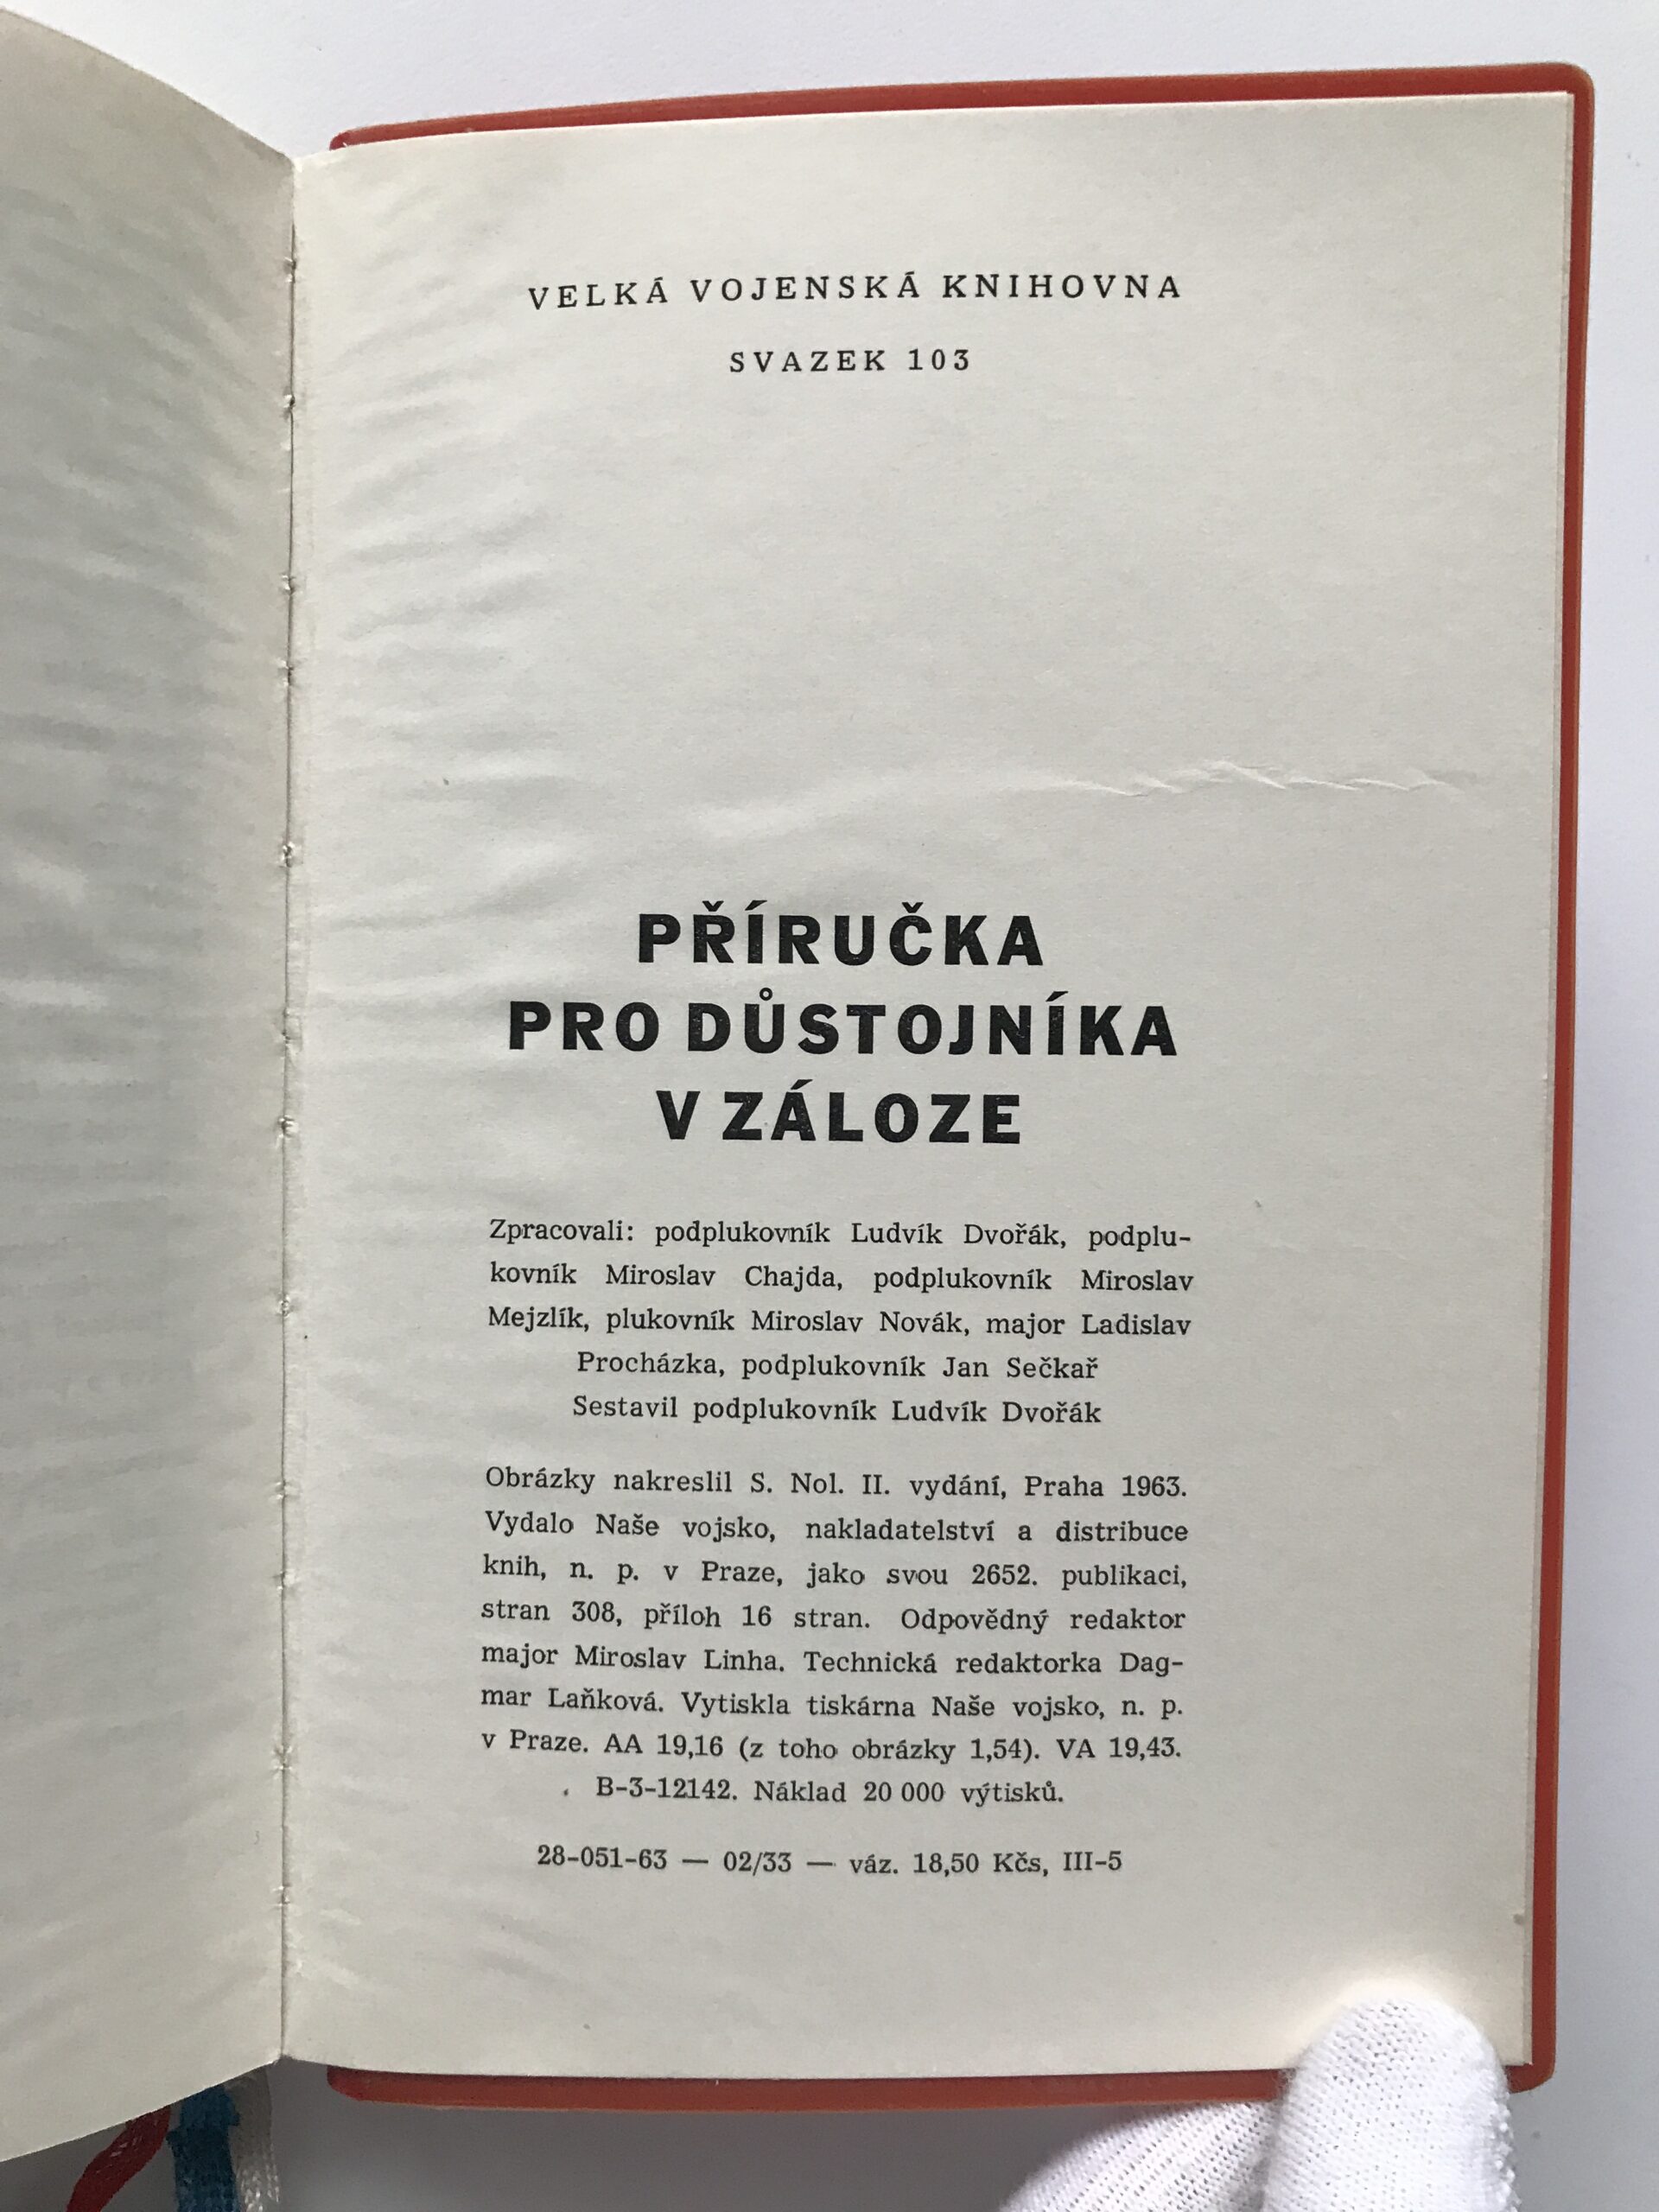 VELKÁ VOJENSKÁ KNIHOVNA
SVAZEK 103
PŘÍRUČKA
PRO DŮSTOJNÍKA
V ZÁLOZE
Zpracovali: podplukovník Ludvík Dvořák, podplu-
kovník Miroslav Chajda, podplukovník Miroslav
Mejzlík, plukovník Miroslav Novák, major Ladislav
Procházka, podplukovník Jan Sečkař
Sestavil podplukovník Ludvík Dvořák
Obrázky nakreslil S. Nol. II. vydání, Praha 1963.
Vydalo Naše vojsko, nakladatelství a distribuce
knih, n. p. v Praze, jako svou 2652. publikaci,
stran 308, příloh 16 stran. Odpovědný redaktor
major Miroslav Linha. Technická redaktorka Dag-
mar Laňková. Vytiskla tiskárna Naše vojsko, n. p.
v Praze. AA 19,16 (z toho obrázky 1,54). VA 19,43.
B-3-12142. Náklad 20 000 výtisků.
28-051-63 — 02/33 — váz. 18,50 Kčs, III-5